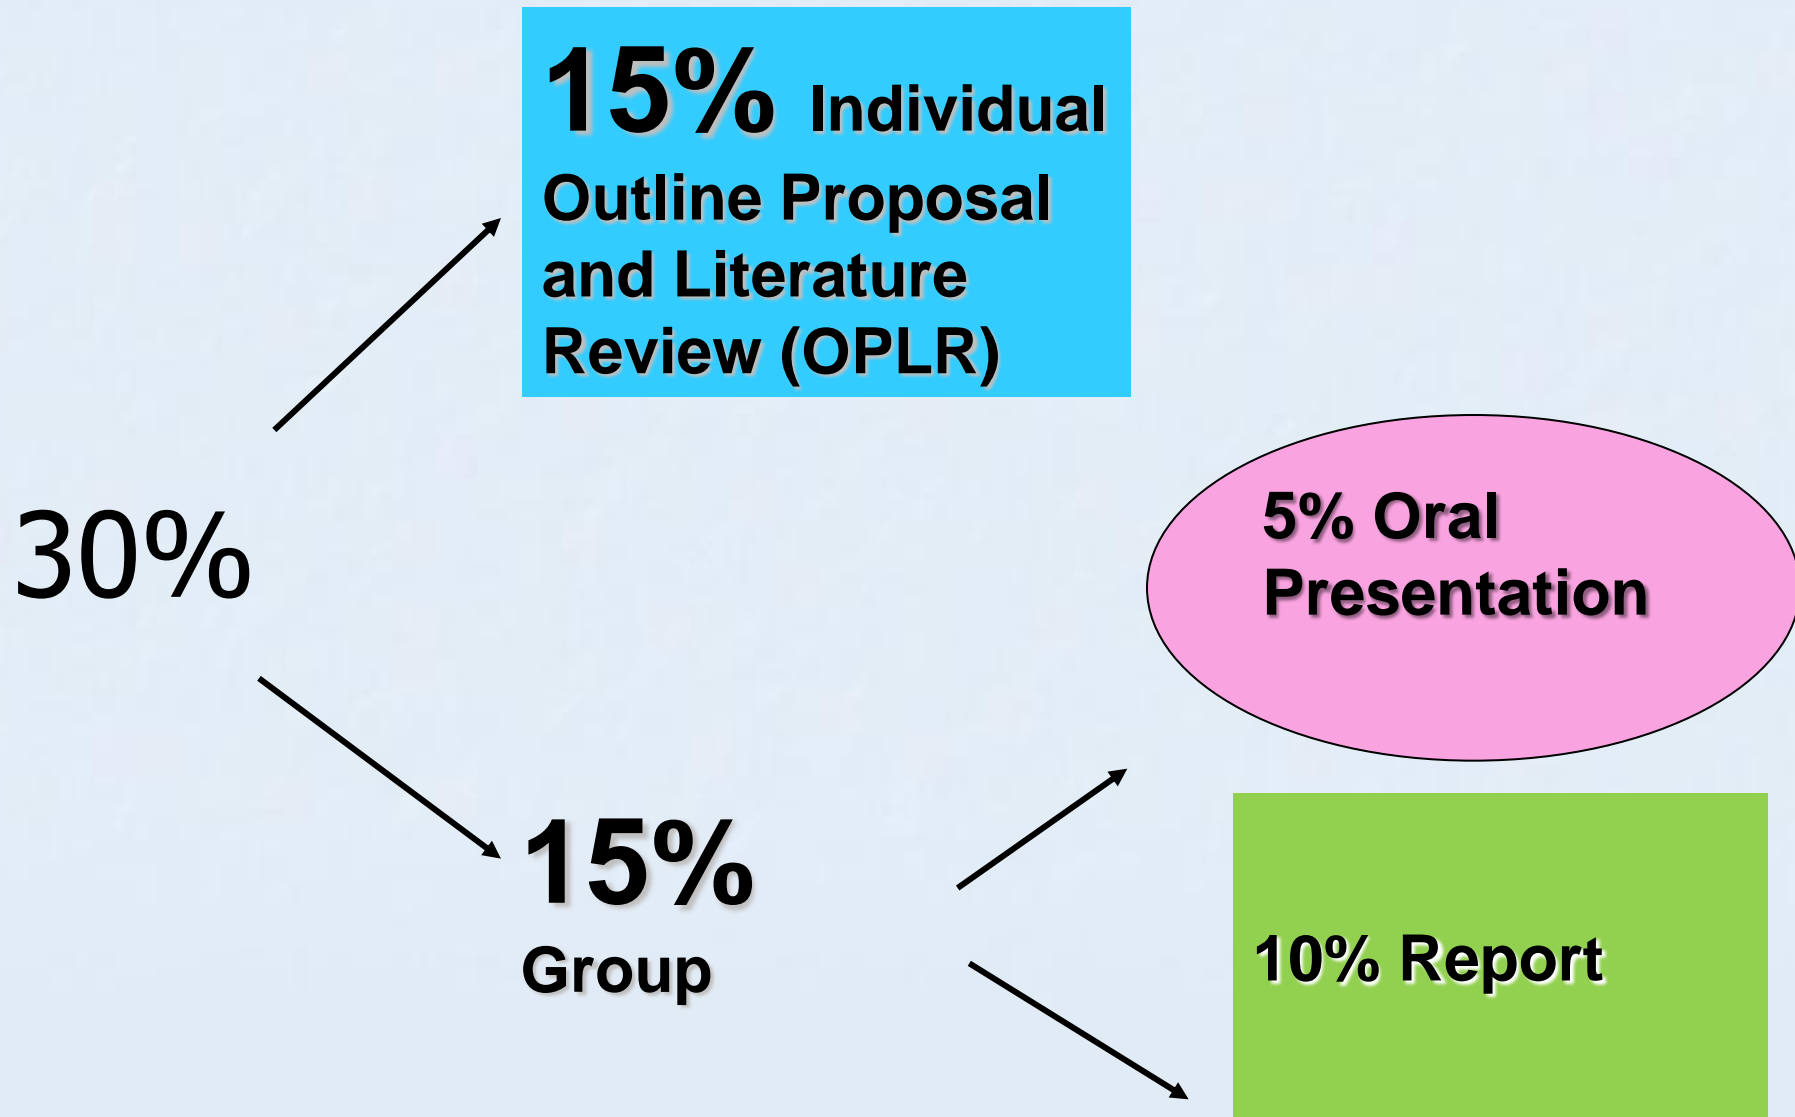 15% Individual
Outline Proposal
and Literature
Review (OPLR)
30%
5% Oral
Presentation
15%
Group
10% Report